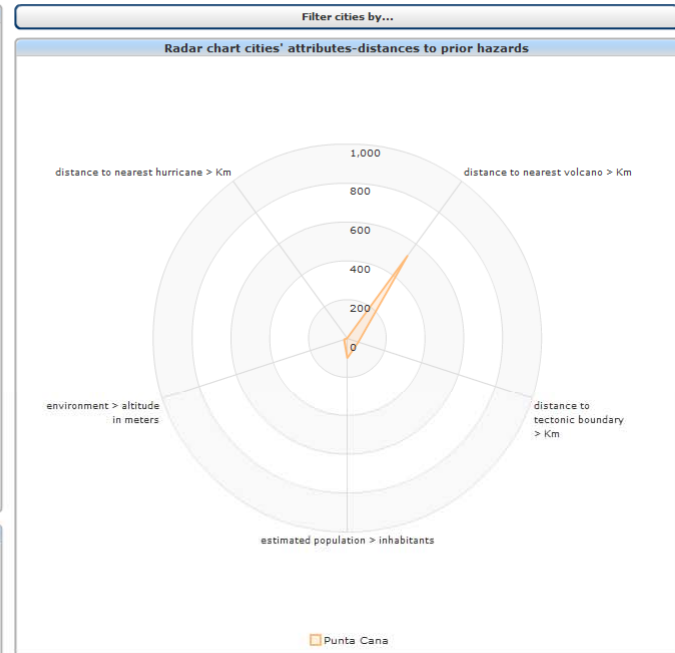 Filter cities by...
Radar chart cities' attributes-distances to prior hazards
1,000
distance to nearest hurricane > Km
distance to nearest volcano > Km
800
600
400
200
0
environment > altitude
in meters
distance to
tectonic boundary
> Km
estimated population > inhabitants
Punta Cana